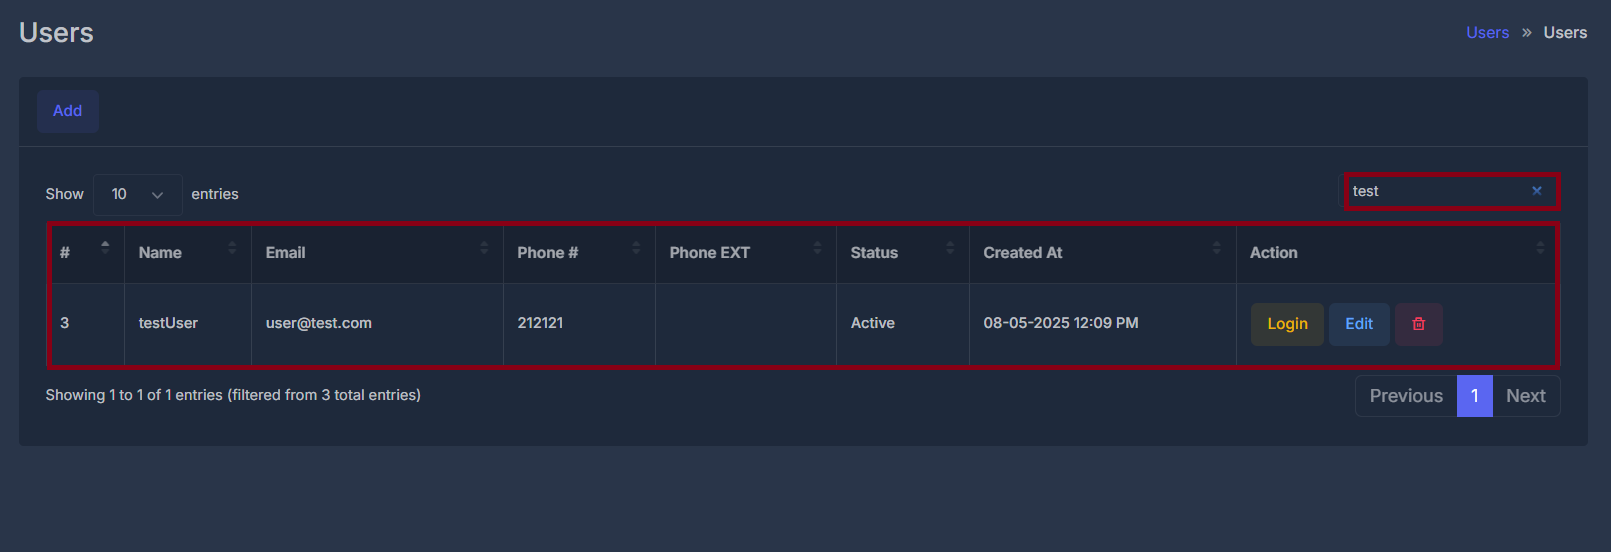 Users
Users » Users
Add
Show 10 entries
test
# Name Email Phone # Phone EXT Status Created At Action
3 testUser user@test.com 212121 Active 08-05-2025 12:09 PM Login Edit
Showing 1 to 1 of 1 entries (filtered from 3 total entries)
Previous 1 Next